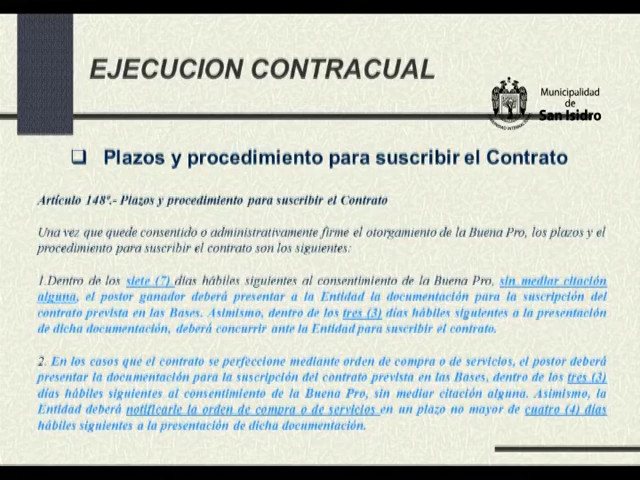 EJECUCION CONTRACUAL
Municipalidad
de
San Isidro
❑ Plazos y procedimiento para suscribir el Contrato
Artículo 148º.- Plazos y procedimiento para suscribir el Contrato
Una vez que quede consentido o administrativamente firme el otorgamiento de la Buena Pro, los plazos y el
procedimiento para suscribir el contrato son los siguientes:
1.Dentro de los siete (7) días hábiles siguientes al consentimiento de la Buena Pro, sin mediar citación
alguna, el postor ganador deberá presentar a la Entidad la documentación para la suscripción del
contrato prevista en las Bases. Asimismo, dentro de los tres (3) días hábiles siguientes a la presentación
de dicha documentación, deberá concurrir ante la Entidad para suscribir el contrato.
2. En los casos que el contrato se perfeccione mediante orden de compra o de servicios, el postor deberá
presentar la documentación para la suscripción del contrato prevista en las Bases, dentro de los tres (3)
días hábiles siguientes al consentimiento de la Buena Pro, sin mediar citación alguna. Asimismo, la
Entidad deberá notificarle la orden de compra o de servicios en un plazo no mayor de cuatro (4) días
hábiles siguientes a la presentación de dicha documentación.